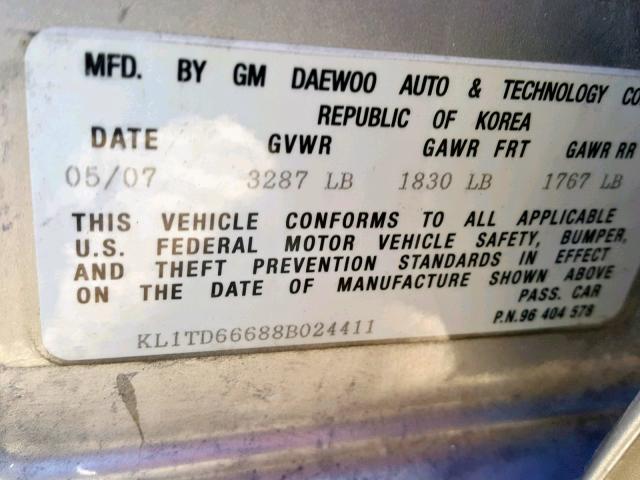 MFD. BY GM DAEWOO AUTO & TECHNOLOGY CO
REPUBLIC OF KOREA
DATE GVWR GAWR FRT GAWR RR
05/07 3287 LB 1830 LB 1767 LB
THIS VEHICLE CONFORMS TO ALL APPLICABLE
U.S. FEDERAL MOTOR VEHICLE SAFETY, BUMPER,
AND THEFT PREVENTION STANDARDS IN EFFECT
ON THE DATE OF MANUFACTURE SHOWN ABOVE
PASS. CAR
KL1TD66688B024411 P.N.96 404 578